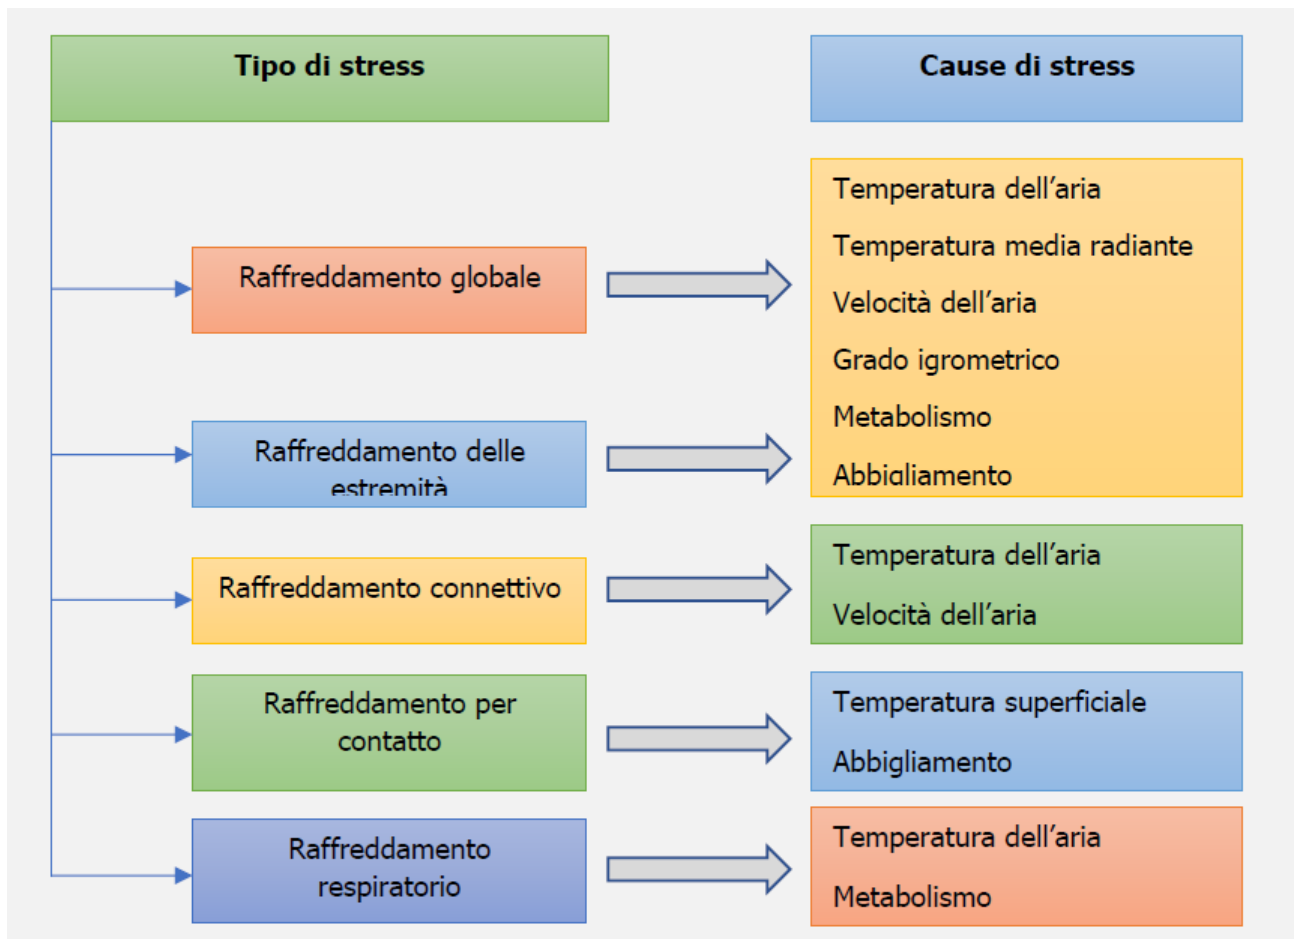 Tipo di stress
Cause di stress
Raffreddamento globale
Temperatura dell'aria
Temperatura media radiante
Velocità dell'aria
Grado igrometrico
Metabolismo
Abbigliamento
Raffreddamento delle
estremità
Raffreddamento connettivo
Temperatura dell'aria
Velocità dell'aria
Raffreddamento per
contatto
Temperatura superficiale
Abbigliamento
Raffreddamento
respiratorio
Temperatura dell'aria
Metabolismo